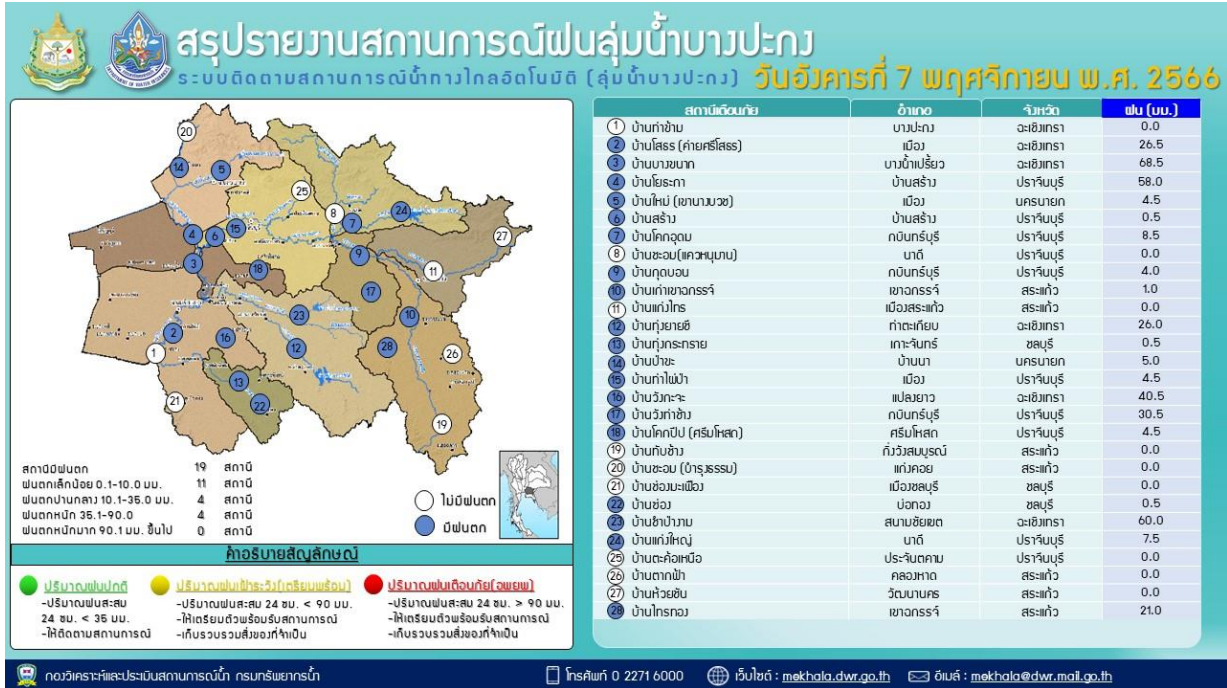 สรุปรายงานสถานการณ์ฝนลุ่มน้ำบางปะกง
ระบบติดตามสถานการณ์น้ำทางไกลอัตโนมัติ (ลุ่มน้ำบางปะกง) วันอังคารที่ 7 พฤศจิกายน พ.ศ. 2566
20
14
5
25
8
7
24
4
6
15
27
9
3
18
11
17
23
10
2
16
12
28
1
26
13
22
21
19
สถานีมีฝนตก 19 สถานี
ฝนตกเล็กน้อย 0.1-10.0 มม. 11 สถานี
ฝนตกปานกลาง 10.1-35.0 มม. 4 สถานี
ฝนตกหนัก 35.1-90.0 4 สถานี
ฝนตกหนักมาก 90.1 มม. ขึ้นไป 0 สถานี
ไม่มีฝนตก
มีฝนตก
คำอธิบายสัญลักษณ์
ปริมาณฝนปกติ
-ปริมาณฝนสะสม
24 ชม. < 35 มม.
-ให้ติดตามสถานการณ์
ปริมาณฝนเฝ้าระวัง(เตรียมพร้อม)
-ปริมาณฝนสะสม 24 ชม. < 90 มม.
-ให้เตรียมตัวพร้อมรับสถานการณ์
-เก็บรวบรวมสิ่งของที่จำเป็น
ปริมาณฝนเตือนภัย(อพยพ)
-ปริมาณฝนสะสม 24 ชม. > 90 มม.
-ให้เตรียมตัวพร้อมรับสถานการณ์
-เก็บรวบรวมสิ่งของที่จำเป็น
สถานีเตือนภัย อำเภอ จังหวัด ฝน (มม.)
1 บ้านท่าข้าม บางปะกง ฉะเชิงเทรา 0.0
2 บ้านโสธร (ค่ายศรีโสธร) เมือง ฉะเชิงเทรา 26.5
3 บ้านบางขนาก บางน้ำเปรี้ยว ฉะเชิงเทรา 68.5
4 บ้านโยธะกา บ้านสร้าง ปราจีนบุรี 58.0
5 บ้านใหม่ (เขานางบวช) เมือง นครนายก 4.5
6 บ้านสร้าง บ้านสร้าง ปราจีนบุรี 0.5
7 บ้านโคกอุดม กบินทร์บุรี ปราจีนบุรี 8.5
8 บ้านซะอม(แควหนุมาน) นาดี ปราจีนบุรี 0.0
9 บ้านกุดบอน กบินทร์บุรี ปราจีนบุรี 4.0
10 บ้านเก่าเขาฉกรรจ์ เขาฉกรรจ์ สระแก้ว 1.0
11 บ้านแก่งไทร เมืองสระแก้ว สระแก้ว 0.0
12 บ้านทุ่งยายชี ท่าตะเกียบ ฉะเชิงเทรา 26.0
13 บ้านทุ่งกระทราย เกาะจันทร์ ชลบุรี 0.5
14 บ้านป่าขะ บ้านนา นครนายก 5.0
15 บ้านท่าไผ่ป่า เมือง ปราจีนบุรี 4.5
16 บ้านวังกะจะ แปลงยาว ฉะเชิงเทรา 40.5
17 บ้านวังท่าช้าง กบินทร์บุรี ปราจีนบุรี 30.5
18 บ้านโคกปีป (ศรีมโหสถ) ศรีมโหสถ ปราจีนบุรี 4.5
19 บ้านทับช้าง กิ่งวังสมบูรณ์ สระแก้ว 0.0
20 บ้านซะอม (บำรุงธรรม) แก่งคอย สระแก้ว 0.0
21 บ้านช่องมะเฟือง เมืองชลบุรี ชลบุรี 0.0
22 บ้านช่อง บ่อทอง ชลบุรี 0.5
23 บ้านชำป่างาม สนามชัยเขต ฉะเชิงเทรา 60.0
24 บ้านแก่งใหญ่ นาดี ปราจีนบุรี 7.5
25 บ้านตะค้อเหนือ ประจันตคาม ปราจีนบุรี 0.0
26 บ้านตากฟ้า คลองหาด สระแก้ว 0.0
27 บ้านห้วยชัน วัฒนานคร สระแก้ว 0.0
28 บ้านไทรทอง เขาฉกรรจ์ สระแก้ว 21.0
กองวิเคราะห์และประเมินสถานการณ์น้ำ กรมทรัพยากรน้ำ โทรศัพท์ 0 2271 6000 เว็บไซต์ : mekhala.dwr.go.th อีเมล์ : mekhala@dwr.mail.go.th